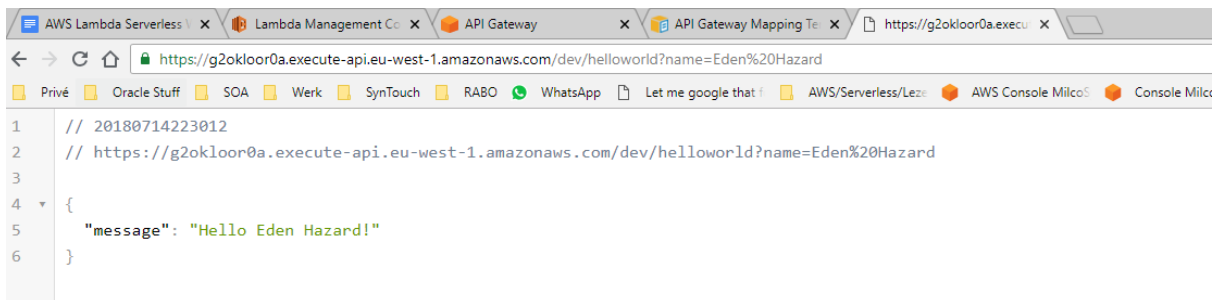 AWS Lambda Serverless
Lambda Management Co
API Gateway
API Gateway Mapping Te
https://g2okloor0a.execu
https://g2okloor0a.execute-api.eu-west-1.amazonaws.com/dev/helloworld?name=Eden%20Hazard
Privé Oracle Stuff SOA Werk SynTouch RABO WhatsApp Let me google that AWS/Serverless/Leze AWS Console MilcoS Console Milco
1 // 20180714223012
2 // https://g2okloor0a.execute-api.eu-west-1.amazonaws.com/dev/helloworld?name=Eden%20Hazard
3
4 {
5 "message": "Hello Eden Hazard!"
6 }